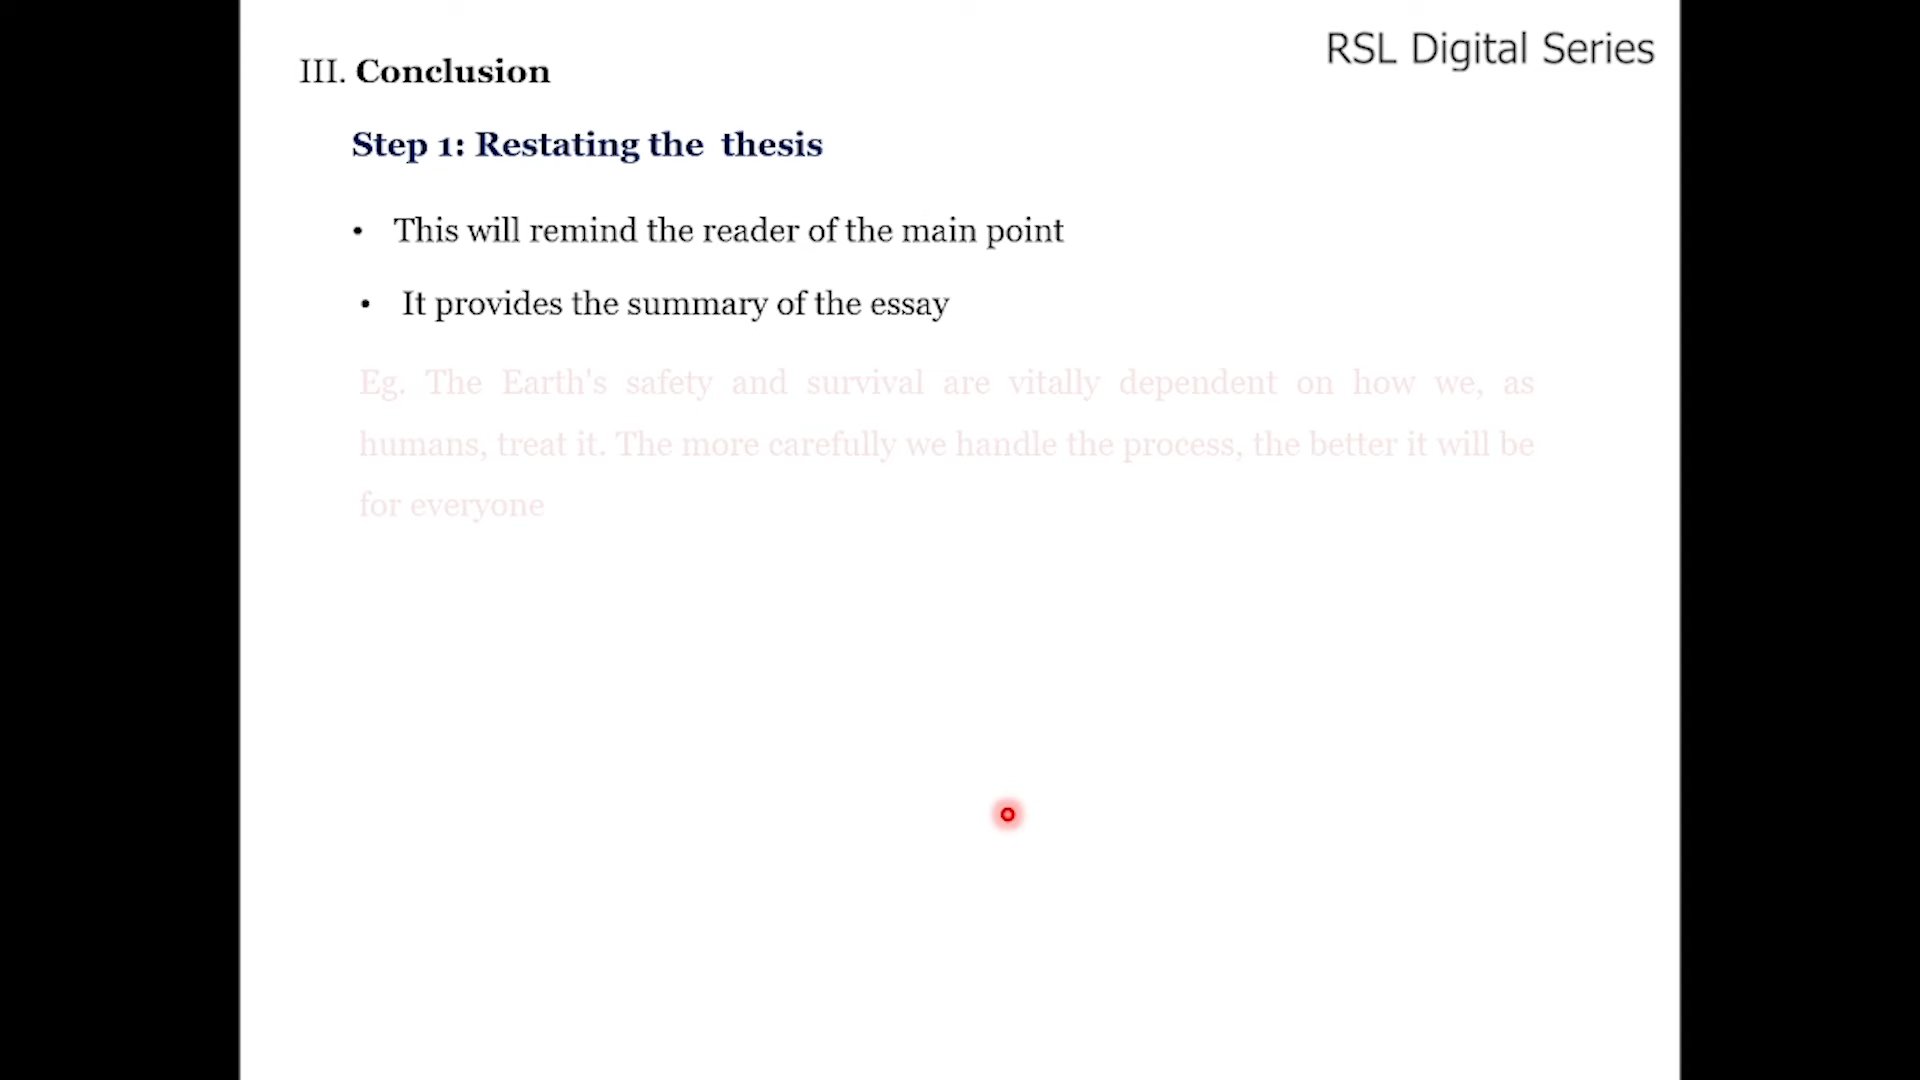 RSL Digital Series
III. Conclusion
Step 1: Restating the thesis
• This will remind the reader of the main point
• It provides the summary of the essay
Eg. The Earth's safety and survival are vitally dependent on how we, as
humans, treat it. The more carefully we handle the process, the better it will be
for everyone